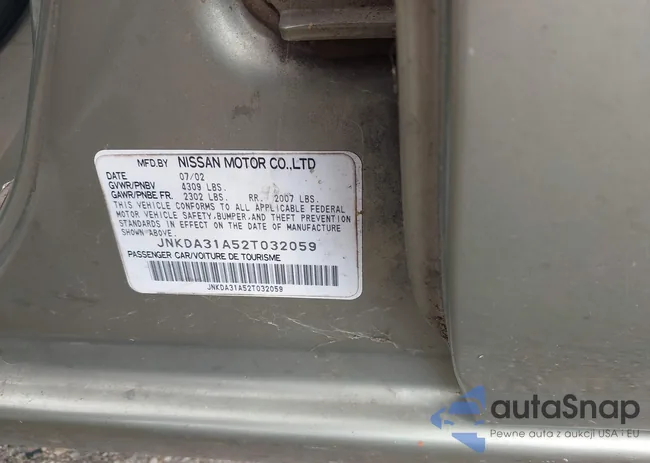 MFD.BY NISSAN MOTOR CO.,LTD
DATE 07/02
GVWR/PNBV 4309 LBS.
GAWR/PNBE FR. 2302 LBS. RR. 2007 LBS.
THIS VEHICLE CONFORMS TO ALL APPLICABLE FEDERAL
MOTOR VEHICLE SAFETY,BUMPER,AND THEFT PREVENTION
STANDARDS IN EFFECT ON THE DATE OF MANUFACTURE
SHOWN ABOVE.
JNKDA31A52T032059
PASSENGER CAR/VOITURE DE TOURISME
JNKDA31A52T032059
autaSnap
Pewne auta z aukcji USA i EU